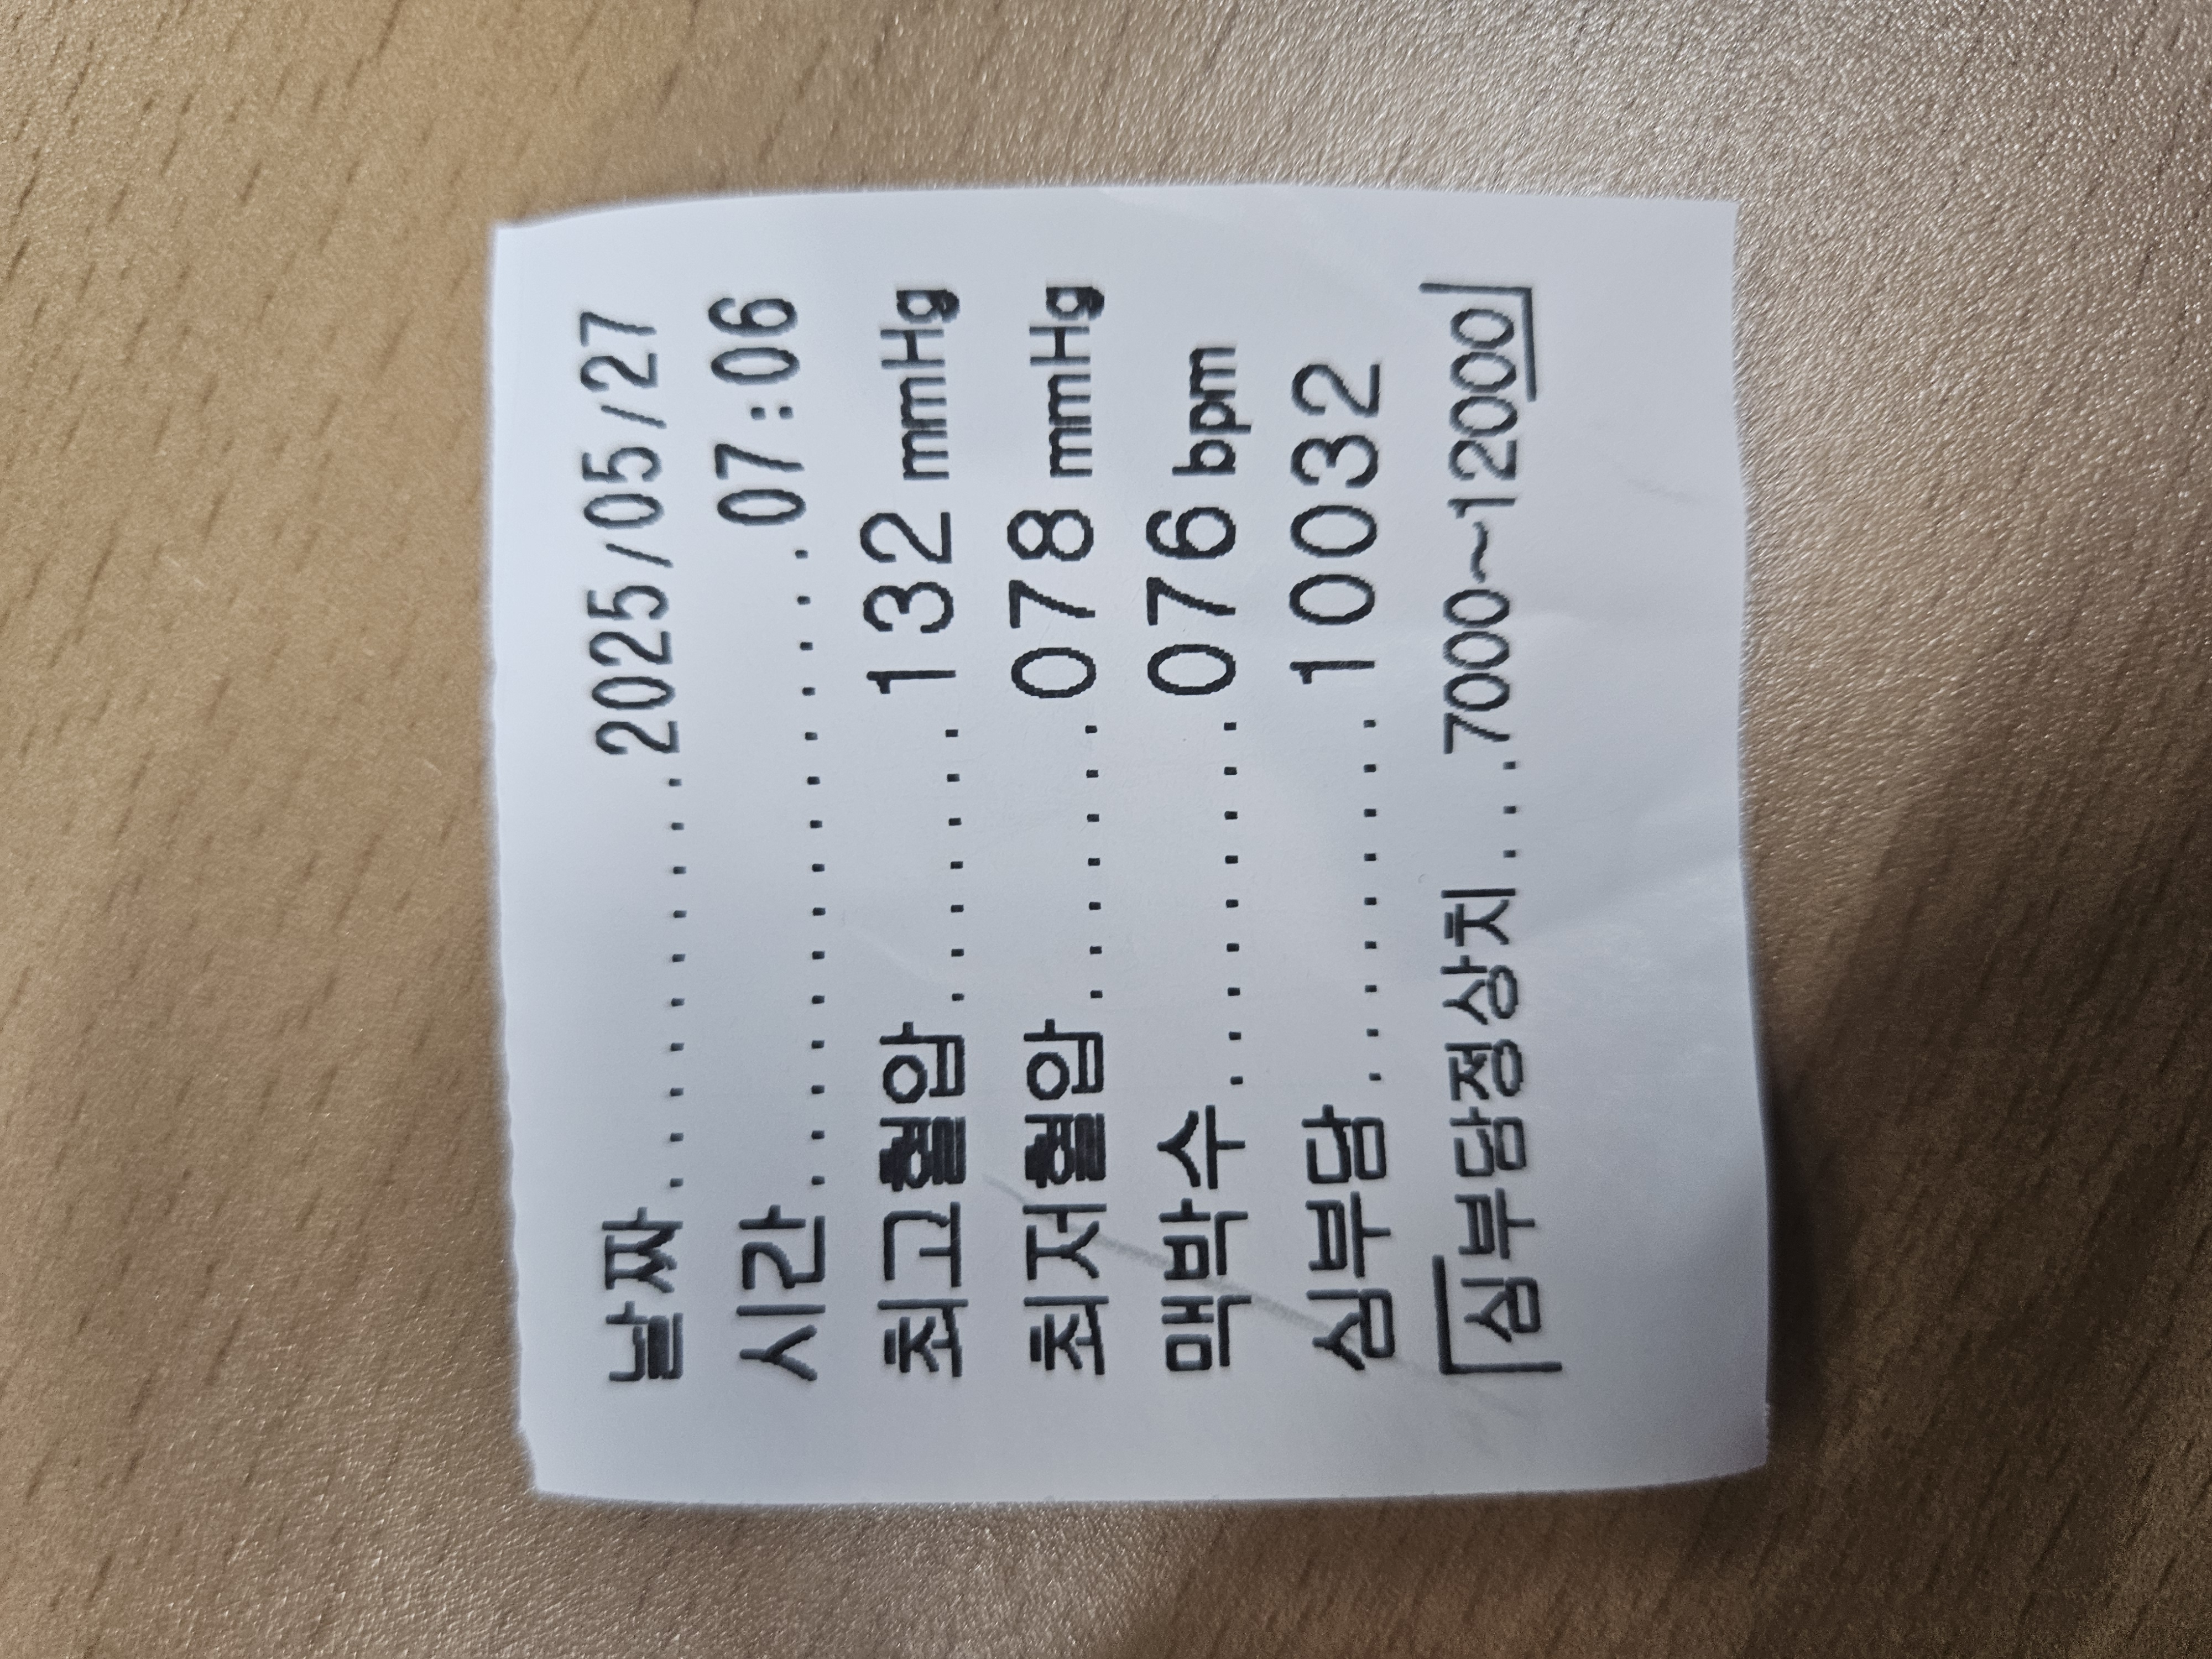 날짜..........2025/05/27
시간...............07:06
최고혈압.......132 mmHg
최저혈압.......078 mmHg
맥박수.........076 bpm
심부담.........10032
「심부담정상치...7000~12000」